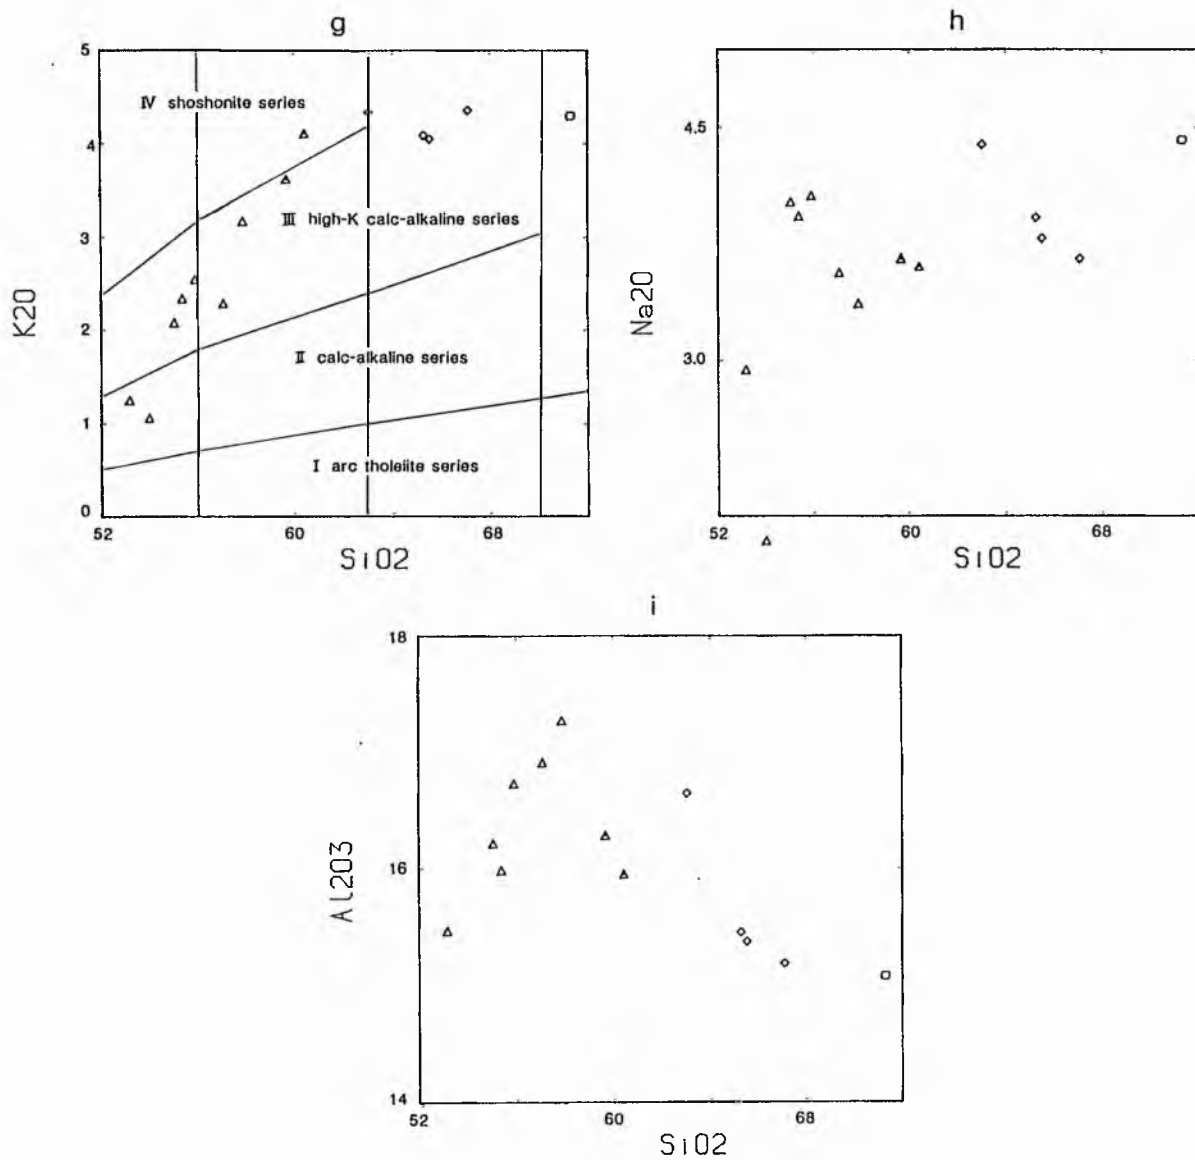 g
5
4
3
2
1
0
K2O
IV shoshonite series
III high-K calc-alkaline series
II calc-alkaline series
I arc tholeiite series
52
60
68
SiO2
h
4.5
3.0
Na2O
52
60
68
SiO2
i
18
16
14
Al2O3
52
60
68
SiO2